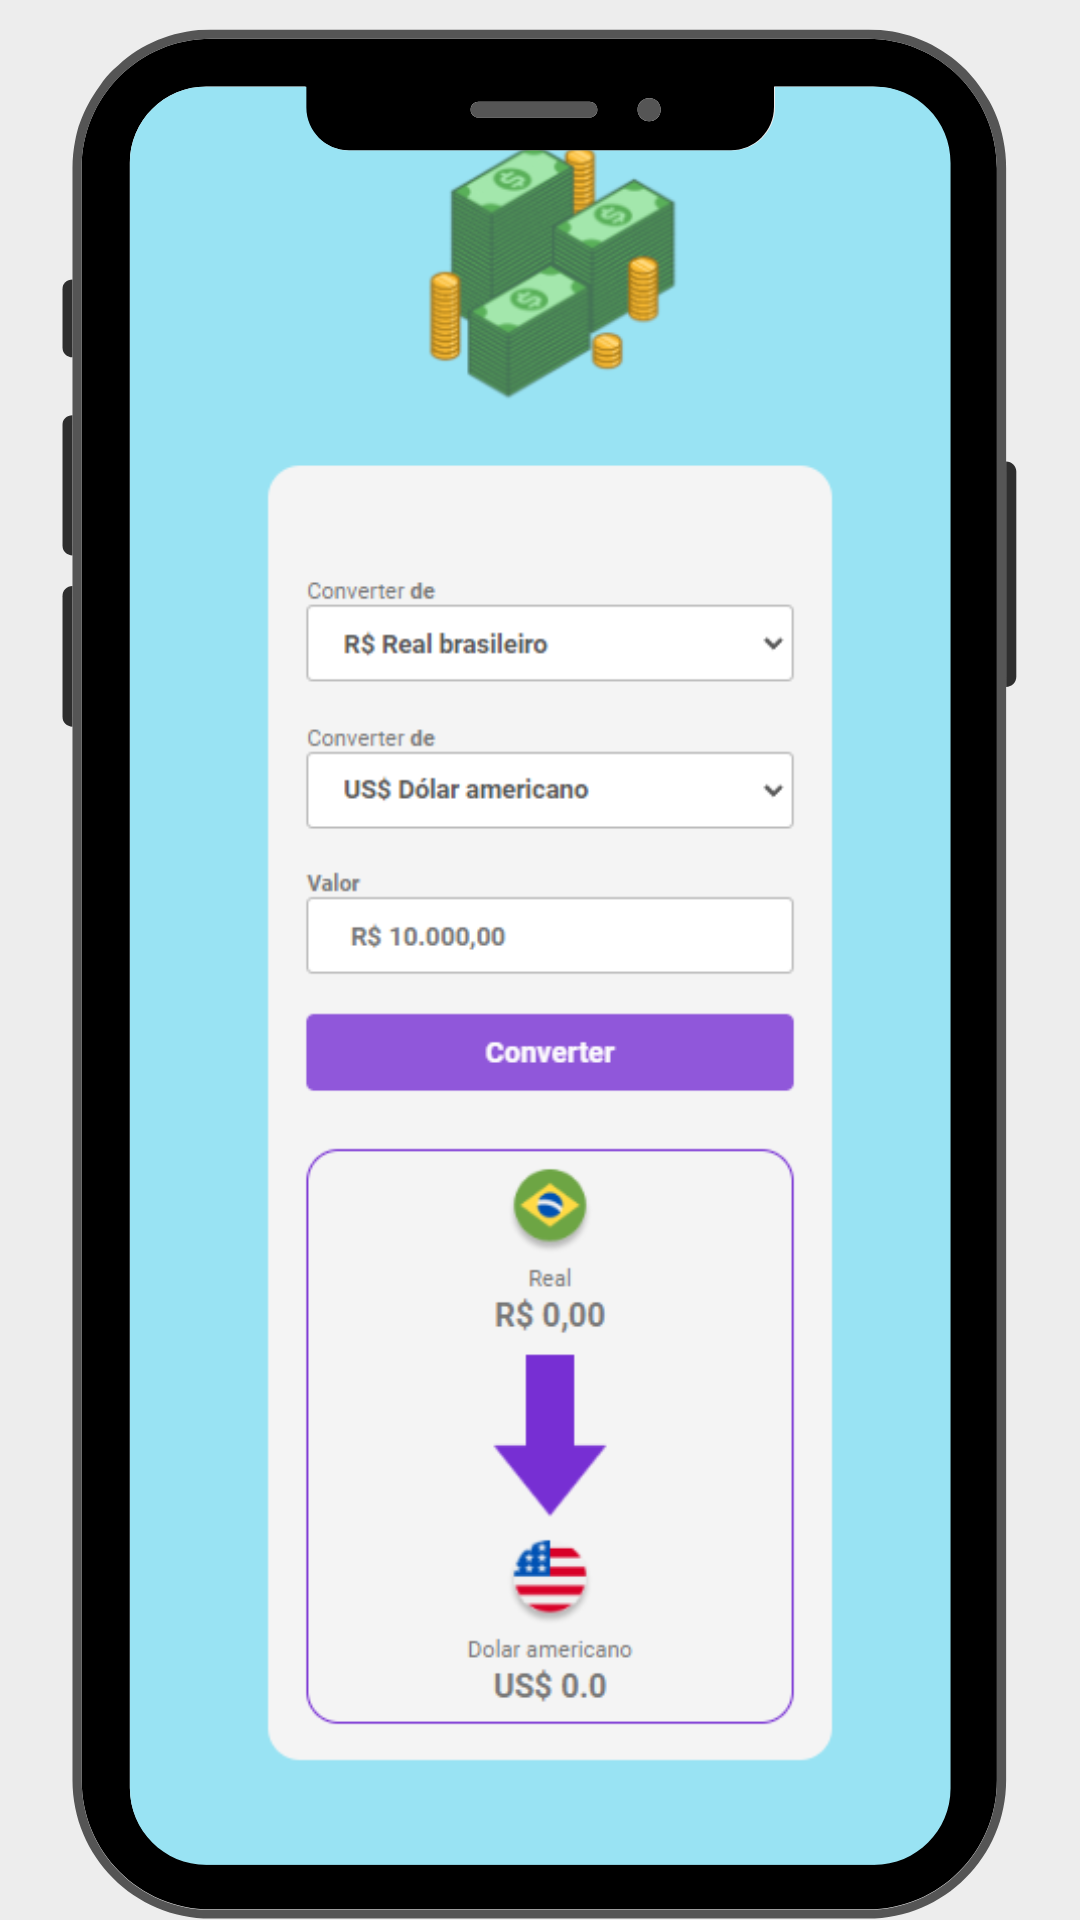 Converter de
R$ Real brasileiro
Converter de
US$ Dólar americano
Valor
R$ 10.000,00
Converter
Real
R$ 0,00
Dolar americano
US$ 0.0